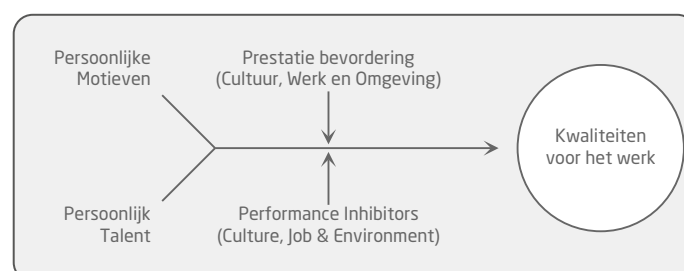 Persoonlijke
Motieven
Prestatie bevordering
(Cultuur, Werk en Omgeving)
Kwaliteiten
voor het werk
Persoonlijk
Talent
Performance Inhibitors
(Culture, Job & Environment)